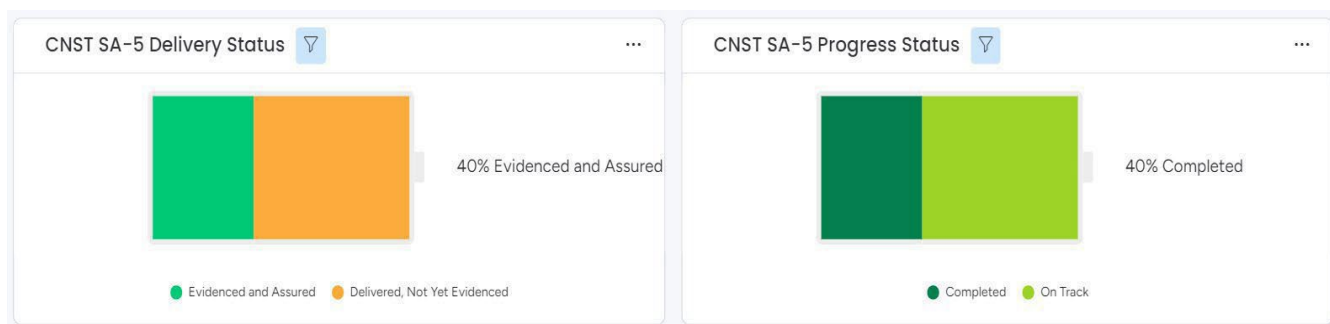 CNST SA-5 Delivery Status
...
40% Evidenced and Assured
Evidenced and Assured Delivered, Not Yet Evidenced
CNST SA-5 Progress Status
...
40% Completed
Completed On Track